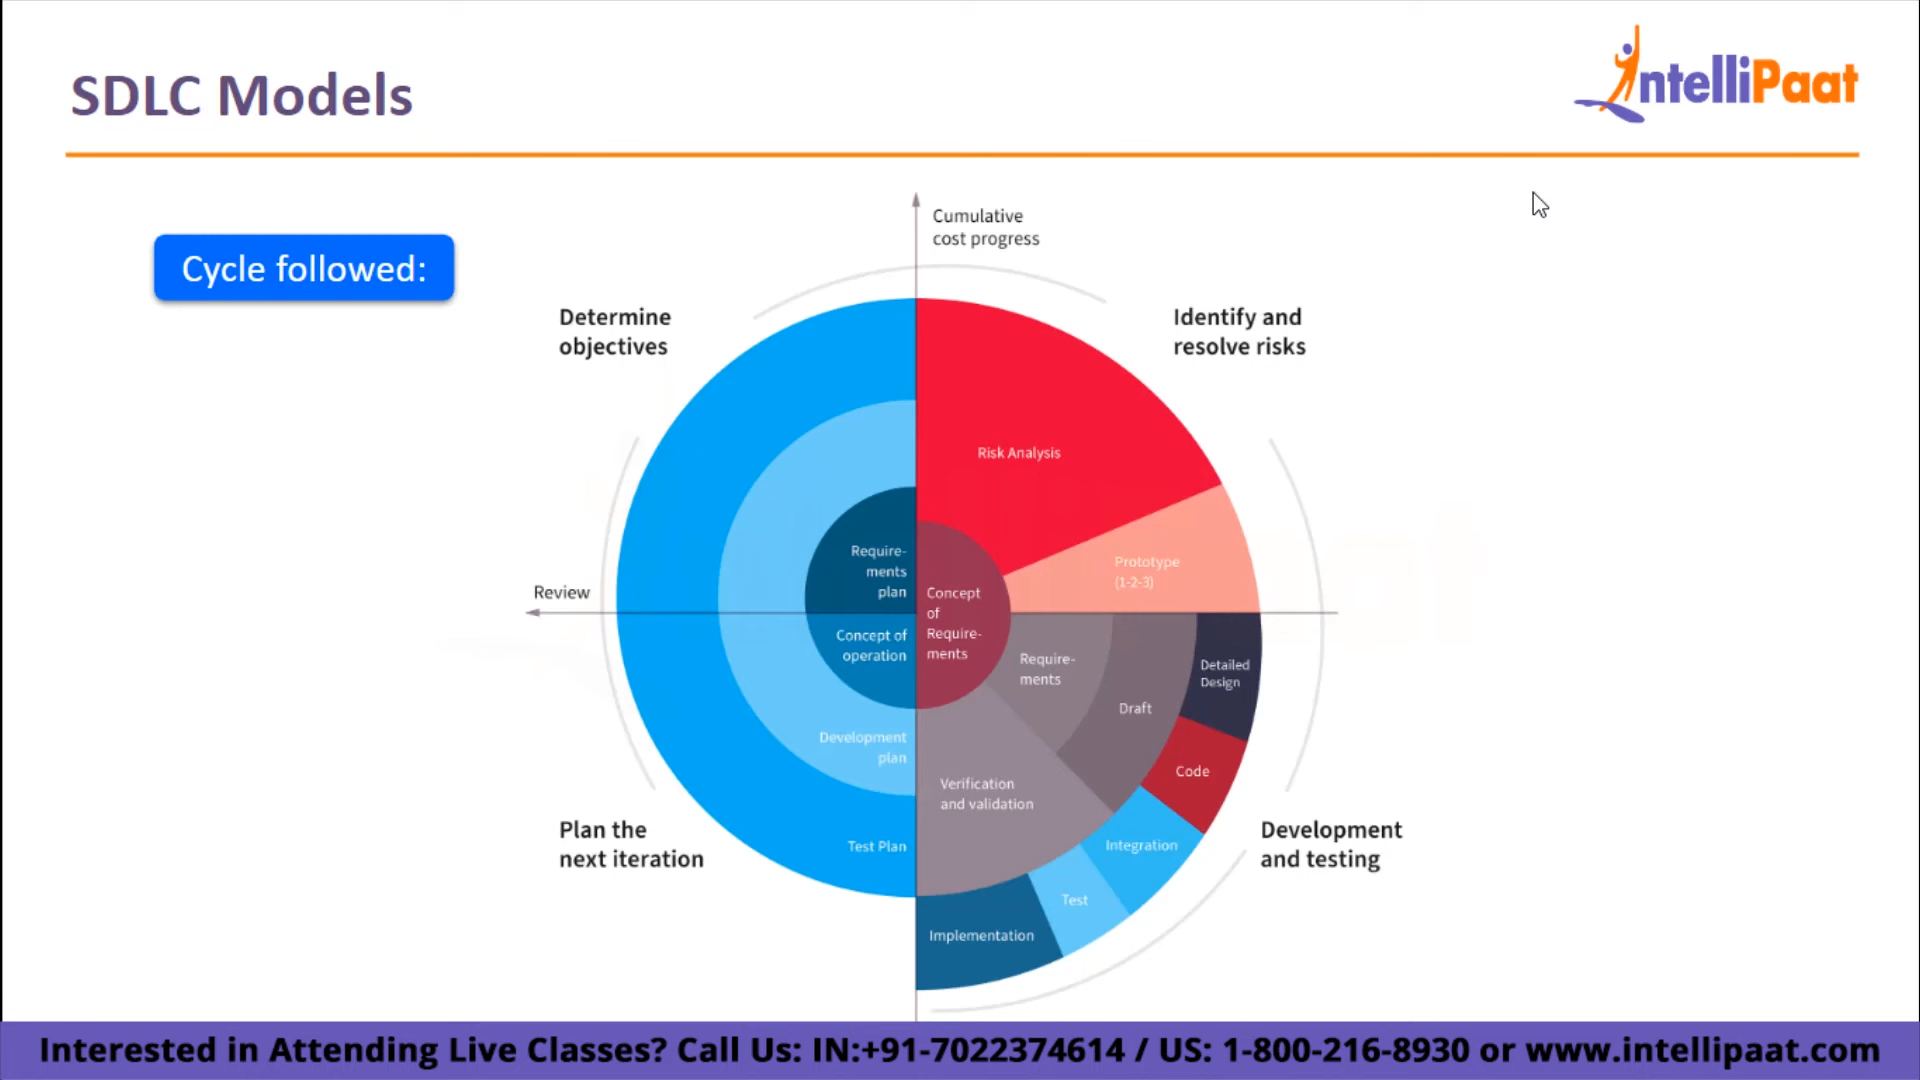 SDLC Models
IntelliPaat
Cycle followed:
Cumulative
cost progress
Determine
objectives
Identify and
resolve risks
Risk Analysis
Prototype
(1-2-3)
Review
Require-
ments
plan
Concept of
operation
Concept
of
Require-
ments
Require-
ments
Draft
Detailed
Design
Code
Development
plan
Verification
and validation
Test Plan
Integration
Test
Implementation
Plan the
next iteration
Development
and testing
Interested in Attending Live Classes? Call Us: IN:+91-7022374614 / US: 1-800-216-8930 or www.intellipaat.com